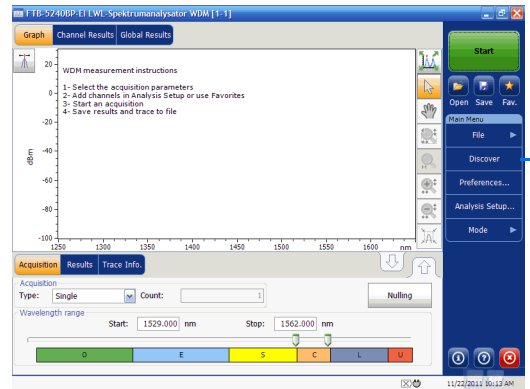 FTB-5240BP-EI LWL-Spektrumanalysator WDM [1-1]
Graph Channel Results Global Results
WDM measurement instructions
1- Select the acquisition parameters
2- Add channels in Analysis Setup or use Favorites
3- Start an acquisition
4- Save results and trace to file
20
0
-20
-40
-60
-80
-100
dBm
1250 1300 1350 1400 1450 1500 1550 1600 nm
Acquisition Results Trace Info.
Acquisition
Type: Single Count: 1 Nulling
Wavelength range
Start: 1529.000 nm Stop: 1562.000 nm
O E S C L U
Start
Open Save Fav.
Main Menu
File
Discover
Preferences...
Analysis Setup...
Mode
11/22/2011 10:13 AM